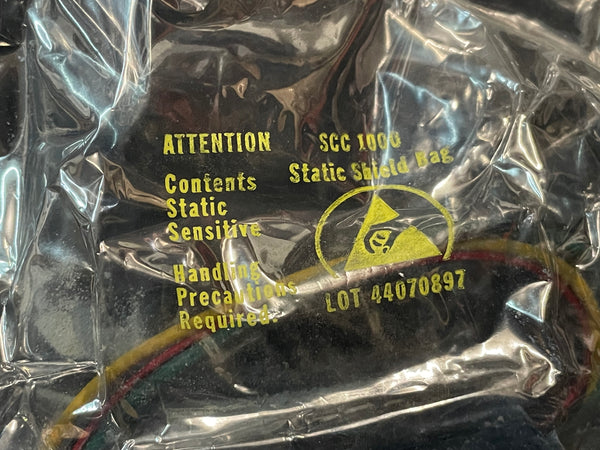 ATTENTION
Contents
Static
Sensitive
Handling
Precautions
Required.
SCC 1000
Static Shield Bag
LOT 44070897